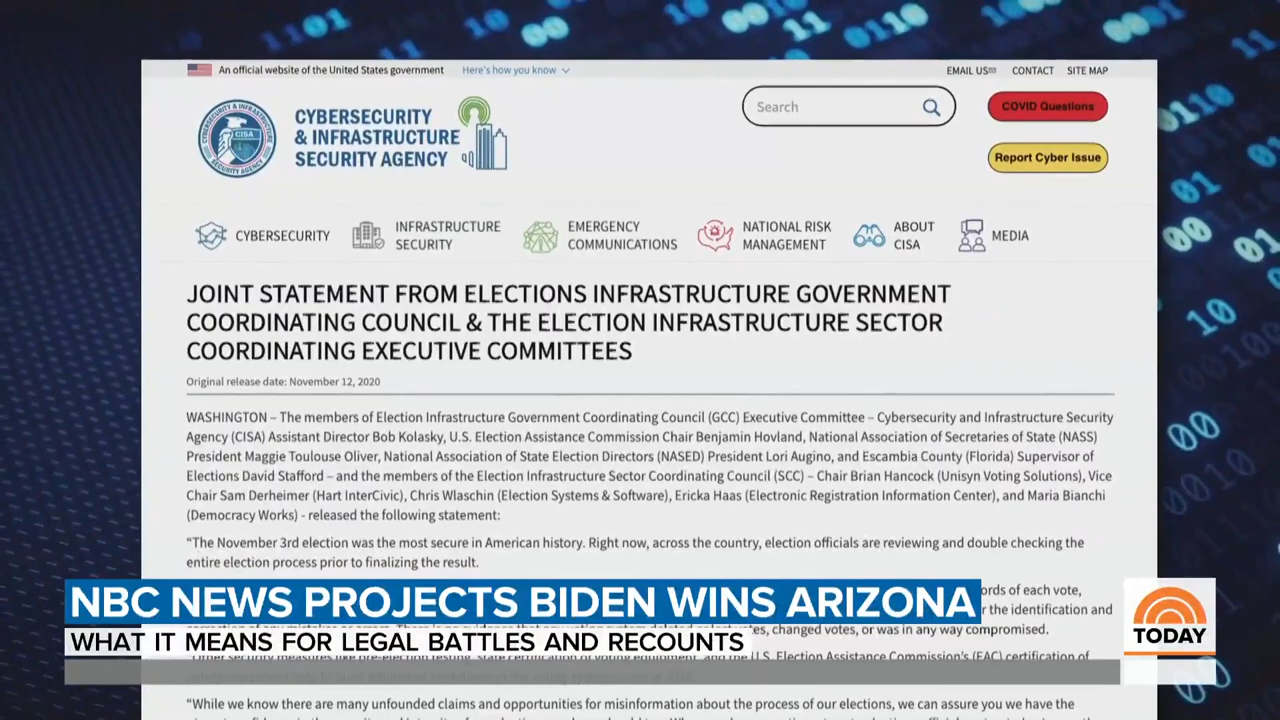 An official website of the United States government Here's how you know
EMAIL US CONTACT SITE MAP
CYBERSECURITY & INFRASTRUCTURE
CISA
SECURITY AGENCY
CYBERSECURITY
& INFRASTRUCTURE
SECURITY AGENCY
Search
COVID Questions
Report Cyber Issue
CYBERSECURITY
INFRASTRUCTURE
SECURITY
EMERGENCY
COMMUNICATIONS
NATIONAL RISK
MANAGEMENT
ABOUT
CISA
MEDIA
JOINT STATEMENT FROM ELECTIONS INFRASTRUCTURE GOVERNMENT
COORDINATING COUNCIL & THE ELECTION INFRASTRUCTURE SECTOR
COORDINATING EXECUTIVE COMMITTEES
Original release date: November 12, 2020
WASHINGTON – The members of Election Infrastructure Government Coordinating Council (GCC) Executive Committee – Cybersecurity and Infrastructure Security
Agency (CISA) Assistant Director Bob Kolasky, U.S. Election Assistance Commission Chair Benjamin Hovland, National Association of Secretaries of State (NASS)
President Maggie Toulouse Oliver, National Association of State Election Directors (NASED) President Lori Augino, and Escambia County (Florida) Supervisor of
Elections David Stafford – and the members of the Election Infrastructure Sector Coordinating Council (SCC) – Chair Brian Hancock (Unisyn Voting Solutions), Vice
Chair Sam Derheimer (Hart InterCivic), Chris Wlaschin (Election Systems & Software), Ericka Haas (Electronic Registration Information Center), and Maria Bianchi
(Democracy Works) - released the following statement:
“The November 3rd election was the most secure in American history. Right now, across the country, election officials are reviewing and double checking the
entire election process prior to finalizing the result.
of each vote,
the identification and
changed votes, or was in any way compromised.
NBC NEWS PROJECTS BIDEN WINS ARIZONA
WHAT IT MEANS FOR LEGAL BATTLES AND RECOUNTS
TODAY
U.S. Election Assistance Commission’s (EAC) certification of
“While we know there are many unfounded claims and opportunities for misinformation about the process of our elections, we can assure you we have the